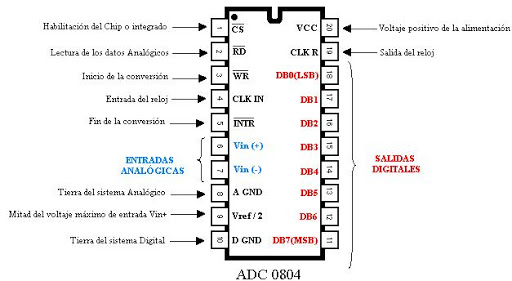 Habilitación del Chip o integrado 1 CS VCC 20 Voltaje positivo de la alimentación
Lectura de los datos Analógicos 2 RD CLK R 19 Salida del reloj
Inicio de la conversión 3 WR DB0(LSB) 18
Entrada del reloj 4 CLK IN DB1 17
Fin de la conversión 5 INTR DB2 16
6 Vin (+) DB3 15
ENTRADAS
ANALÓGICAS
SALIDAS
DIGITALES
7 Vin (-) DB4 14
Tierra del sistema Analógico 8 A GND DB5 13
Mitad del voltaje máximo de entrada Vin+ 9 Vref / 2 DB6 12
Tierra del sistema Digital 10 D GND DB7(MSB) 11
ADC 0804